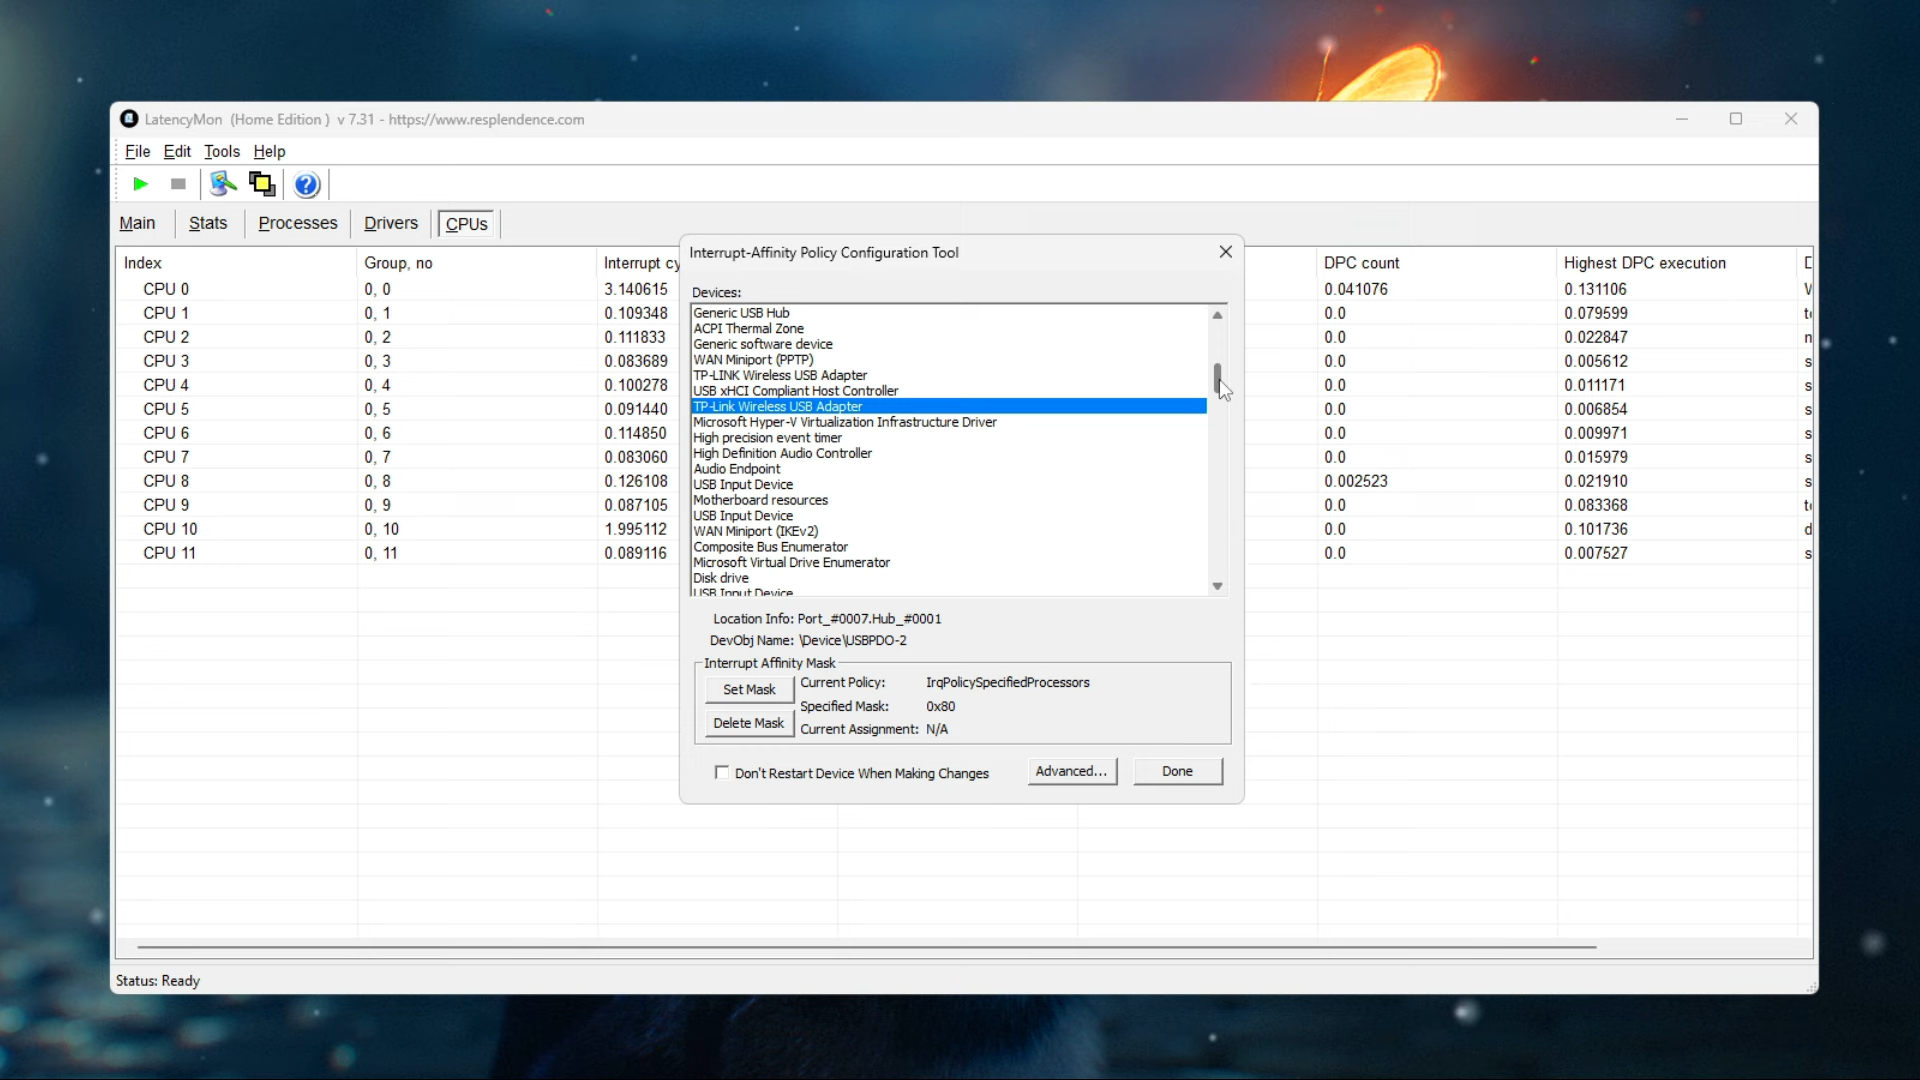 LatencyMon (Home Edition ) v 7.31 - https://www.resplendence.com
File Edit Tools Help
Main Stats Processes Drivers CPUs
Index Group, no Interrupt cy DPC count Highest DPC execution
CPU 0 0, 0 3.140615 0.041076 0.131106
CPU 1 0, 1 0.109348 0.0 0.079599
CPU 2 0, 2 0.111833 0.0 0.022847
CPU 3 0, 3 0.083689 0.0 0.005612 s
CPU 4 0, 4 0.100278 0.0 0.011171 s
CPU 5 0, 5 0.091440 0.0 0.006854 s
CPU 6 0, 6 0.114850 0.0 0.009971 s
CPU 7 0, 7 0.083060 0.0 0.015979 s
CPU 8 0, 8 0.126108 0.002523 0.021910 s
CPU 9 0, 9 0.087105 0.0 0.083368
CPU 10 0, 10 1.995112 0.0 0.101736 d
CPU 11 0, 11 0.089116 0.0 0.007527 s
Interrupt-Affinity Policy Configuration Tool
Devices:
Generic USB Hub
ACPI Thermal Zone
Generic software device
WAN Miniport (PPTP)
TP-LINK Wireless USB Adapter
USB xHCI Compliant Host Controller
TP-Link Wireless USB Adapter
Microsoft Hyper-V Virtualization Infrastructure Driver
High precision event timer
High Definition Audio Controller
Audio Endpoint
USB Input Device
Motherboard resources
USB Input Device
WAN Miniport (IKEv2)
Composite Bus Enumerator
Microsoft Virtual Drive Enumerator
Disk drive
USB Input Device
Location Info: Port_#0007.Hub_#0001
DevObj Name: \Device\USBPDO-2
Interrupt Affinity Mask
Set Mask Current Policy: IrqPolicySpecifiedProcessors
Specified Mask: 0x80
Delete Mask Current Assignment: N/A
Don't Restart Device When Making Changes Advanced... Done
Status: Ready